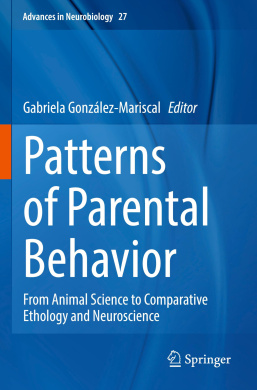 Advances in Neurobiology 27
Gabriela González-Mariscal Editor
Patterns
of Parental
Behavior
From Animal Science to Comparative
Ethology and Neuroscience
Springer